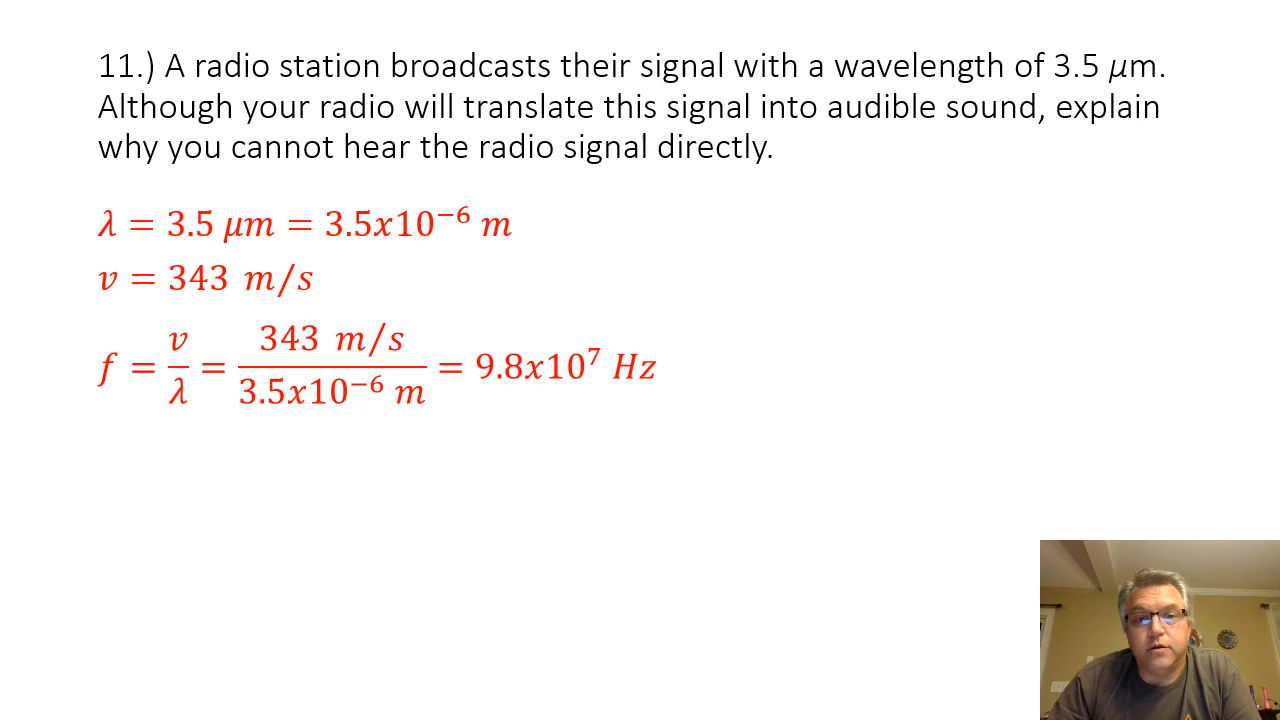 11.) A radio station broadcasts their signal with a wavelength of 3.5 μm.
Although your radio will translate this signal into audible sound, explain
why you cannot hear the radio signal directly.
λ = 3.5 μm = 3.5x10⁻⁶ m
v = 343 m/s
f = v/λ = (343 m/s)/(3.5x10⁻⁶ m) = 9.8x10⁷ Hz